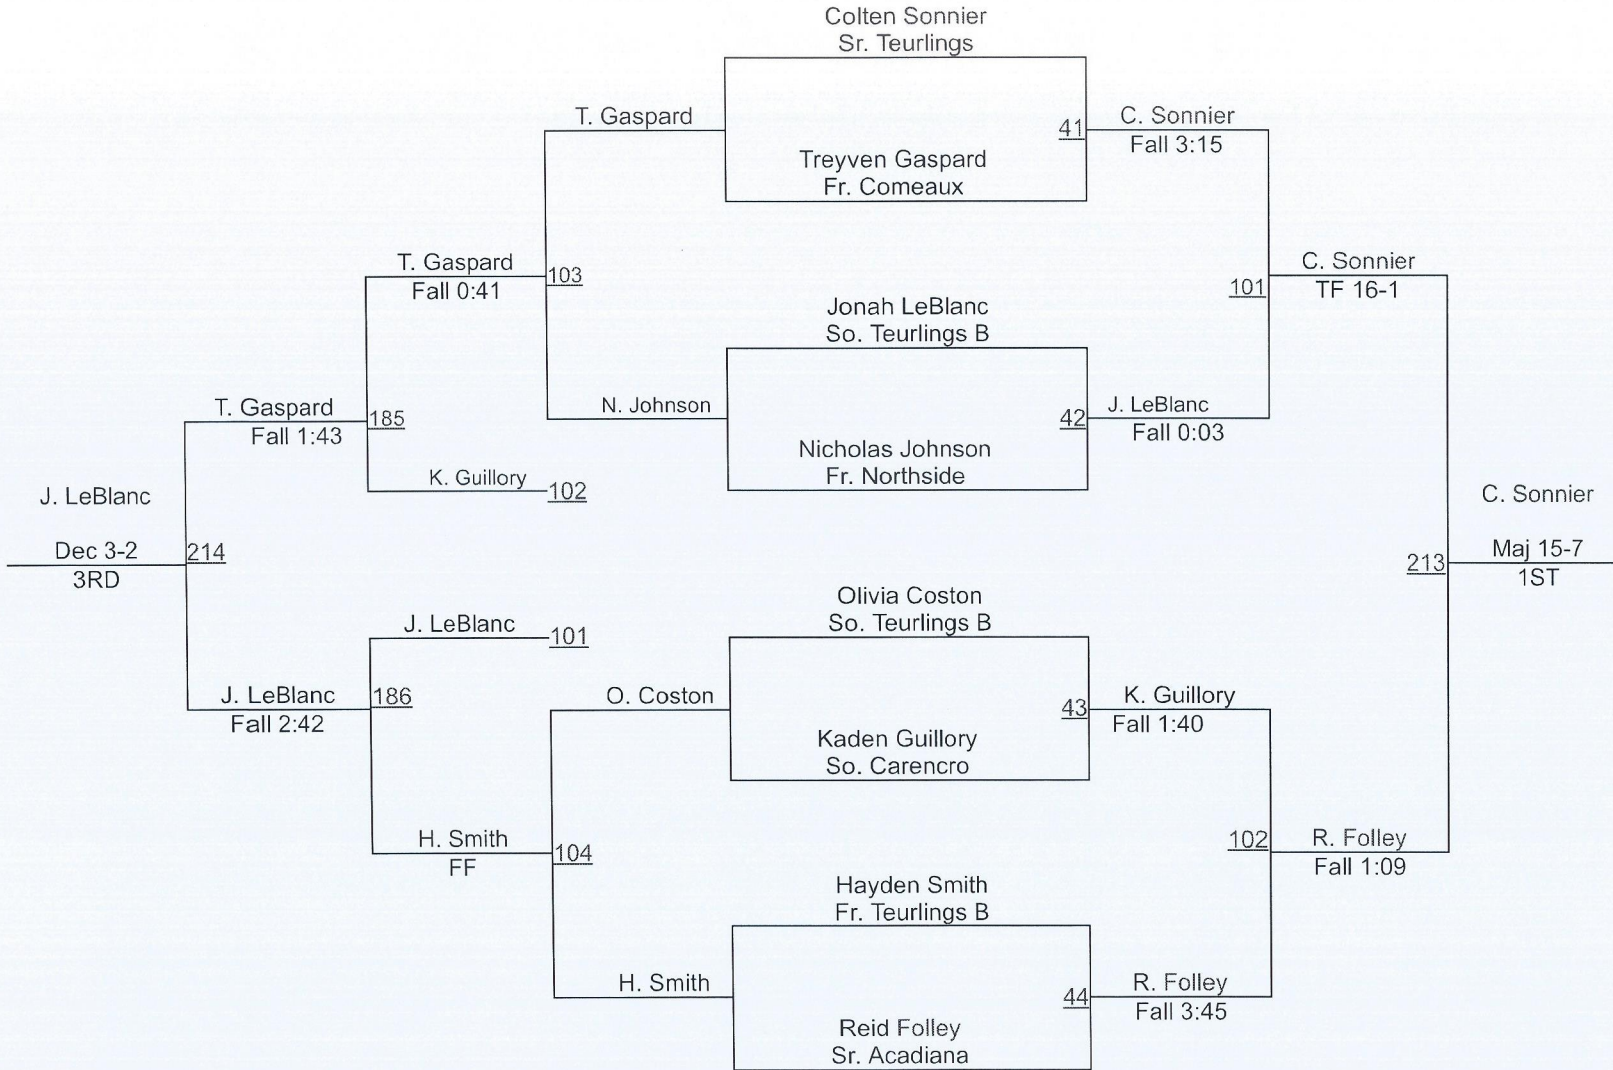 Colten Sonnier
Sr. Teurlings
T. Gaspard
41
C. Sonnier
Fall 3:15
Treyven Gaspard
Fr. Comeaux
T. Gaspard
Fall 0:41
103
101
C. Sonnier
TF 16-1
Jonah LeBlanc
So. Teurlings B
T. Gaspard
Fall 1:43
185
N. Johnson
42
J. LeBlanc
Fall 0:03
Nicholas Johnson
Fr. Northside
K. Guillory
102
J. LeBlanc
Dec 3-2
3RD
214
C. Sonnier
213
Maj 15-7
1ST
Olivia Coston
So. Teurlings B
J. LeBlanc
101
J. LeBlanc
Fall 2:42
186
O. Coston
43
K. Guillory
Fall 1:40
Kaden Guillory
So. Carencro
H. Smith
FF
104
102
R. Folley
Fall 1:09
Hayden Smith
Fr. Teurlings B
H. Smith
44
R. Folley
Fall 3:45
Reid Folley
Sr. Acadiana